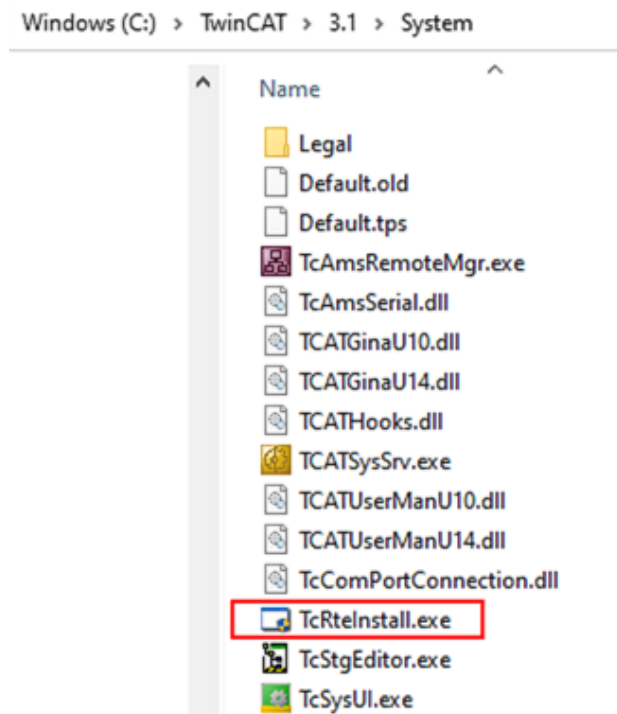 Windows (C:) > TwinCAT > 3.1 > System
Name
Legal
Default.old
Default.tps
TcAmsRemoteMgr.exe
TcAmsSerial.dll
TCATGinaU10.dll
TCATGinaU14.dll
TCATHooks.dll
TCATSysSrv.exe
TCATUserManU10.dll
TCATUserManU14.dll
TcComPortConnection.dll
TcRteInstall.exe
TcStgEditor.exe
TcSysUI.exe